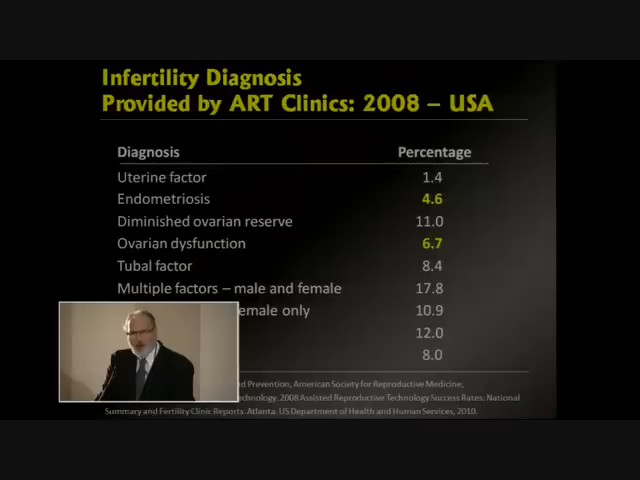 Infertility Diagnosis
Provided by ART Clinics: 2008 – USA
Diagnosis Percentage
Uterine factor 1.4
Endometriosis 4.6
Diminished ovarian reserve 11.0
Ovarian dysfunction 6.7
Tubal factor 8.4
Multiple factors – male and female 17.8
emale only 10.9
12.0
8.0
d Prevention, American Society for Reproductive Medicine,
echnology. 2008 Assisted Reproductive Technology Success Rates: National
Summary and Fertility Clinic Reports. Atlanta. US Department of Health and Human Services, 2010.